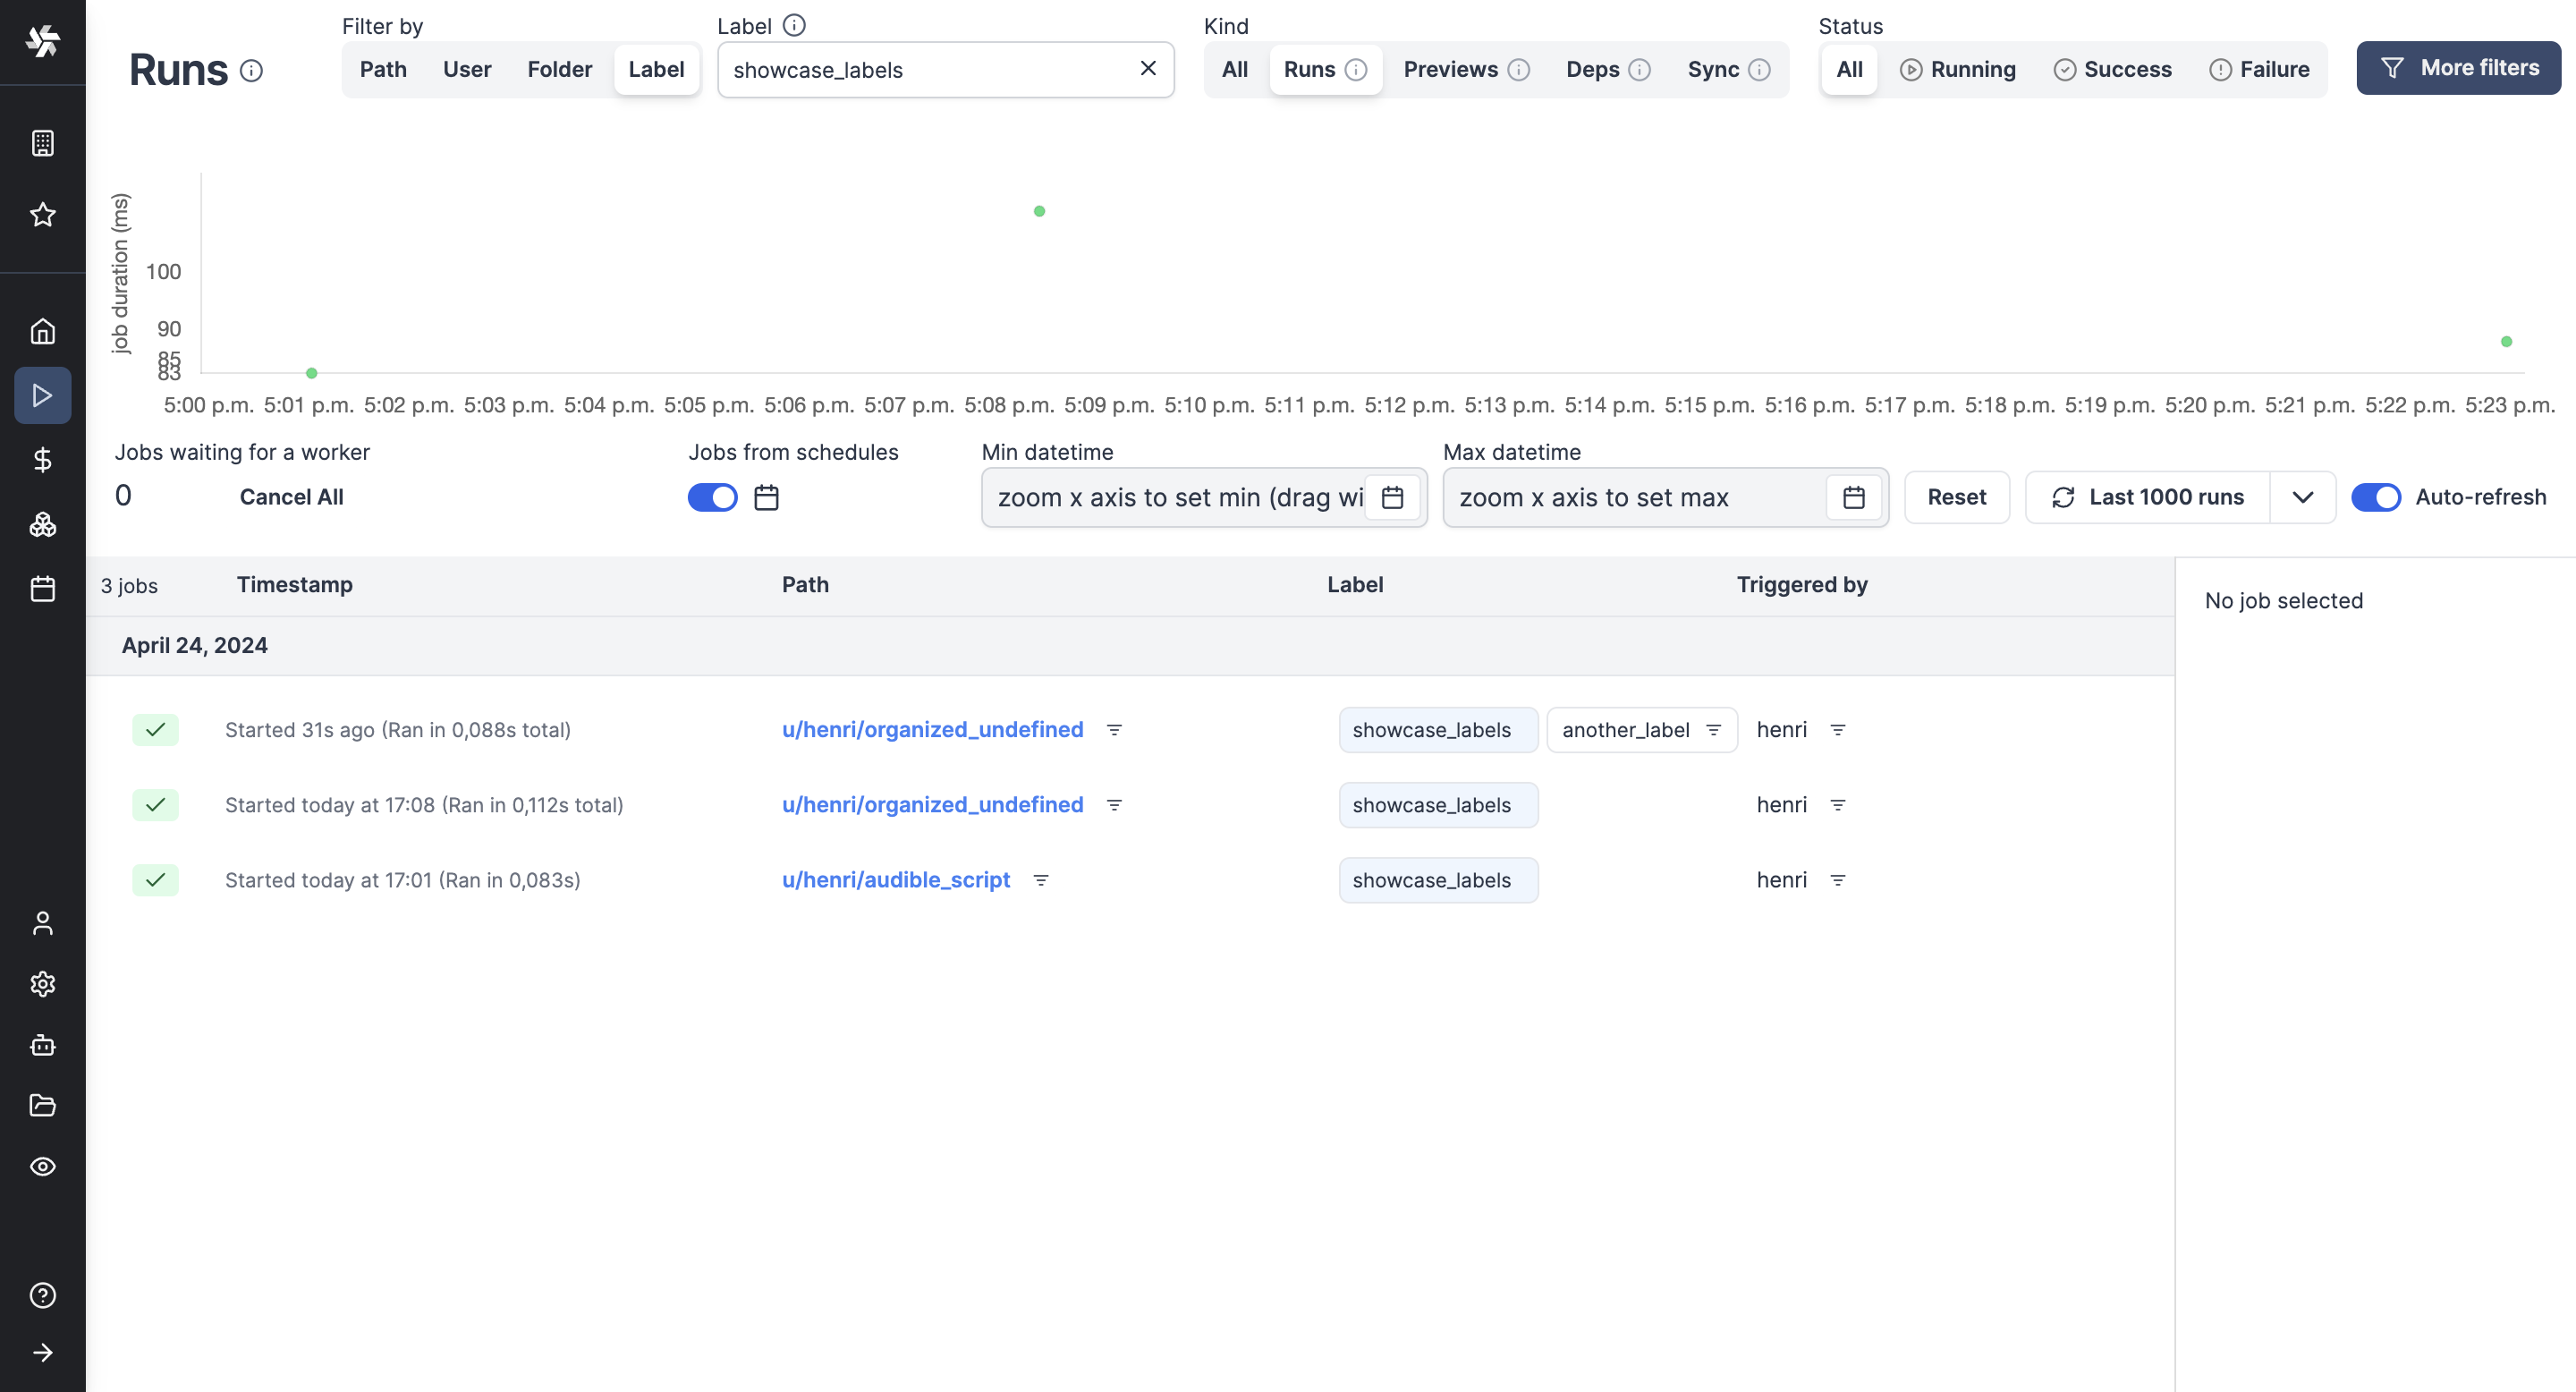 Runs
Filter by
Path User Folder Label
Label
showcase_labels
Kind
All Runs Previews Deps Sync
Status
All Running Success Failure
More filters
job duration (ms)
100
90
85
83
5:00 p.m. 5:01 p.m. 5:02 p.m. 5:03 p.m. 5:04 p.m. 5:05 p.m. 5:06 p.m. 5:07 p.m. 5:08 p.m. 5:09 p.m. 5:10 p.m. 5:11 p.m. 5:12 p.m. 5:13 p.m. 5:14 p.m. 5:15 p.m. 5:16 p.m. 5:17 p.m. 5:18 p.m. 5:19 p.m. 5:20 p.m. 5:21 p.m. 5:22 p.m. 5:23 p.m.
Jobs waiting for a worker
0 Cancel All
Jobs from schedules
Min datetime
zoom x axis to set min (drag wi
Max datetime
zoom x axis to set max
Reset
Last 1000 runs
Auto-refresh
3 jobs Timestamp Path Label Triggered by
April 24, 2024
Started 31s ago (Ran in 0,088s total) u/henri/organized_undefined showcase_labels another_label henri
Started today at 17:08 (Ran in 0,112s total) u/henri/organized_undefined showcase_labels henri
Started today at 17:01 (Ran in 0,083s) u/henri/audible_script showcase_labels henri
No job selected